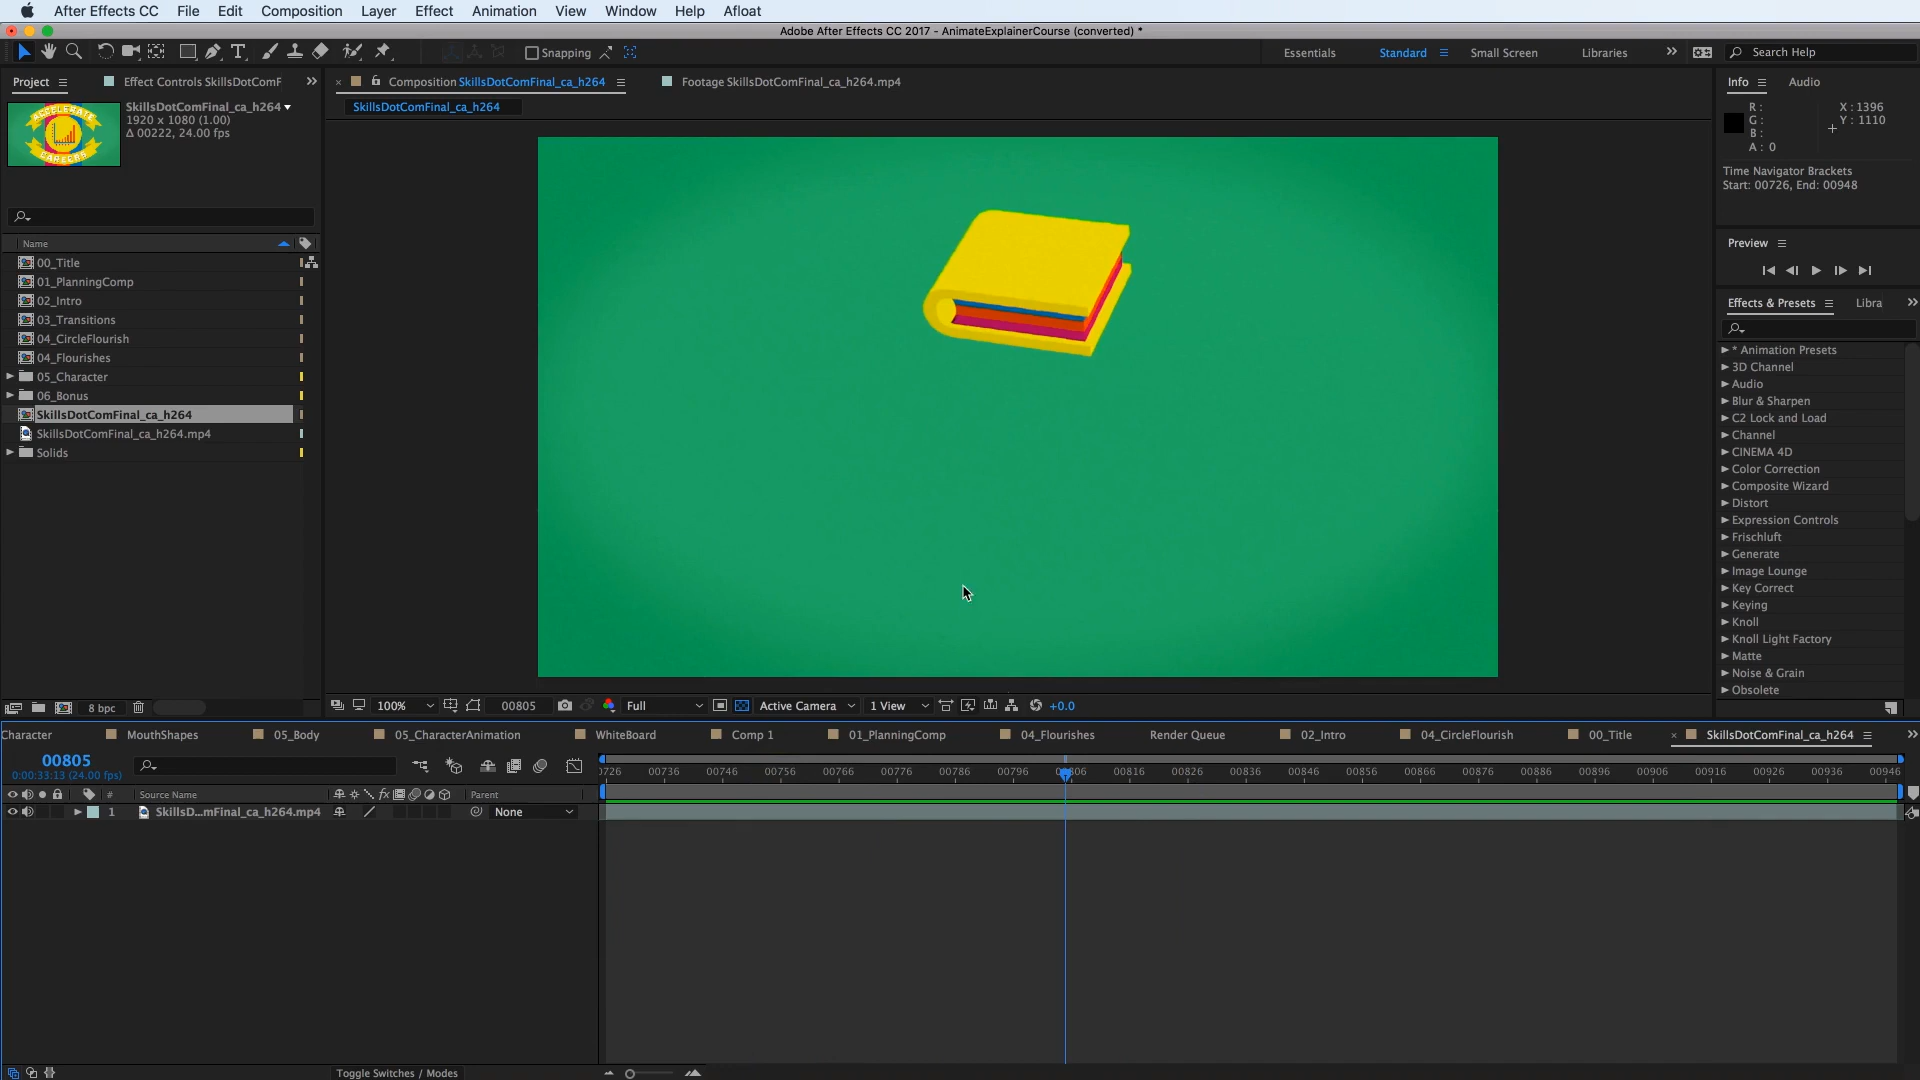 After Effects CC File Edit Composition Layer Effect Animation View Window Help Afloat
Adobe After Effects CC 2017 - AnimateExplainerCourse (converted) *
Snapping
Essentials Standard Small Screen Libraries Search Help
Project Effect Controls SkillsDotComF
Composition SkillsDotComFinal_ca_h264 Footage SkillsDotComFinal_ca_h264.mp4
SkillsDotComFinal_ca_h264
ACCELERATE
CAREERS
SkillsDotComFinal_ca_h264
1920 x 1080 (1.00)
Δ 00222, 24.00 fps
Name
00_Title
01_PlanningComp
02_Intro
03_Transitions
04_CircleFlourish
04_Flourishes
05_Character
06_Bonus
SkillsDotComFinal_ca_h264
SkillsDotComFinal_ca_h264.mp4
Solids
8 bpc
100% 00805 Full Active Camera 1 View +0.0
Info Audio
R :
G :
B :
A : 0
X : 1396
Y : 1110
Time Navigator Brackets
Start: 00726, End: 00948
Preview
Effects & Presets Libra
* Animation Presets
3D Channel
Audio
Blur & Sharpen
C2 Lock and Load
Channel
CINEMA 4D
Color Correction
Composite Wizard
Distort
Expression Controls
Frischluft
Generate
Image Lounge
Key Correct
Keying
Knoll
Knoll Light Factory
Matte
Noise & Grain
Obsolete
Character MouthShapes 05_Body 05_CharacterAnimation WhiteBoard Comp 1 01_PlanningComp 04_Flourishes Render Queue 02_Intro 04_CircleFlourish 00_Title SkillsDotComFinal_ca_h264
00805
0:00:33:13 (24.00 fps)
00736 00746 00756 00766 00776 00786 00796 00816 00826 00836 00846 00856 00866 00876 00886 00896 00906 00916 00926 00936 00946
# Source Name fx Parent
1 SkillsD...mFinal_ca_h264.mp4 None
Toggle Switches / Modes